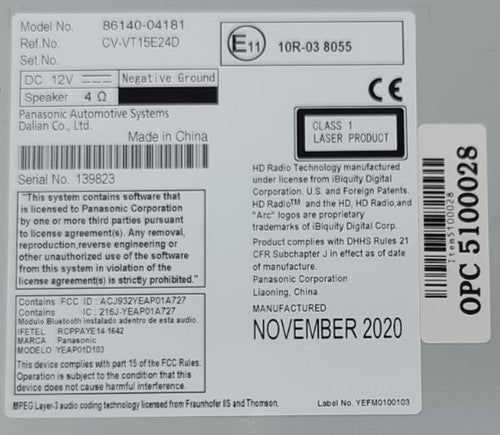 Model No. 86140-04181
Ref.No. CV-VT15E24D
Set.No.
DC 12V Negative Ground
Speaker 4 Ω
Panasonic Automotive Systems
Dalian Co., Ltd.
Made in China
Serial No. 139823
"This system contains software that
is licensed to Panasonic Corporation
by one or more third parties pursuant
to license agreement(s). Any removal,
reproduction,reverse engineering or
other unauthorized use of the software
from this system in violation of the
license agreement(s) is strictly prohibited."
Contains FCC ID : ACJ932YEAP01A727
Contains IC : 216J-YEAP01A727
Módulo Bluetooth instalado adentro de esta audio.
IFETEL RCPPAYE14-1642
MARCA Panasonic
MODELO YEAP01D103
This device complies with part 15 of the FCC Rules.
Operation is subject to the condition that this
device does not cause harmful interference.
MPEG Layer-3 audio coding technology licensed from Fraunhofer IIS and Thomson.
E11 10R-03 8055
CE
CLASS 1
LASER PRODUCT
HD Radio Technology manufactured
under license from iBiquity Digital
Corporation. U.S. and Foreign Patents.
HD Radio™ and the HD, HD Radio,and
"Arc" logos are proprietary
trademarks of iBiquity Digital Corp.
Product complies with DHHS Rules 21
CFR Subchapter J in effect as of date
of manufacture.
Panasonic Corporation
Liaoning, China
MANUFACTURED
NOVEMBER 2020
Label No. YEFM0100103
Item5100028
OPC 5100028